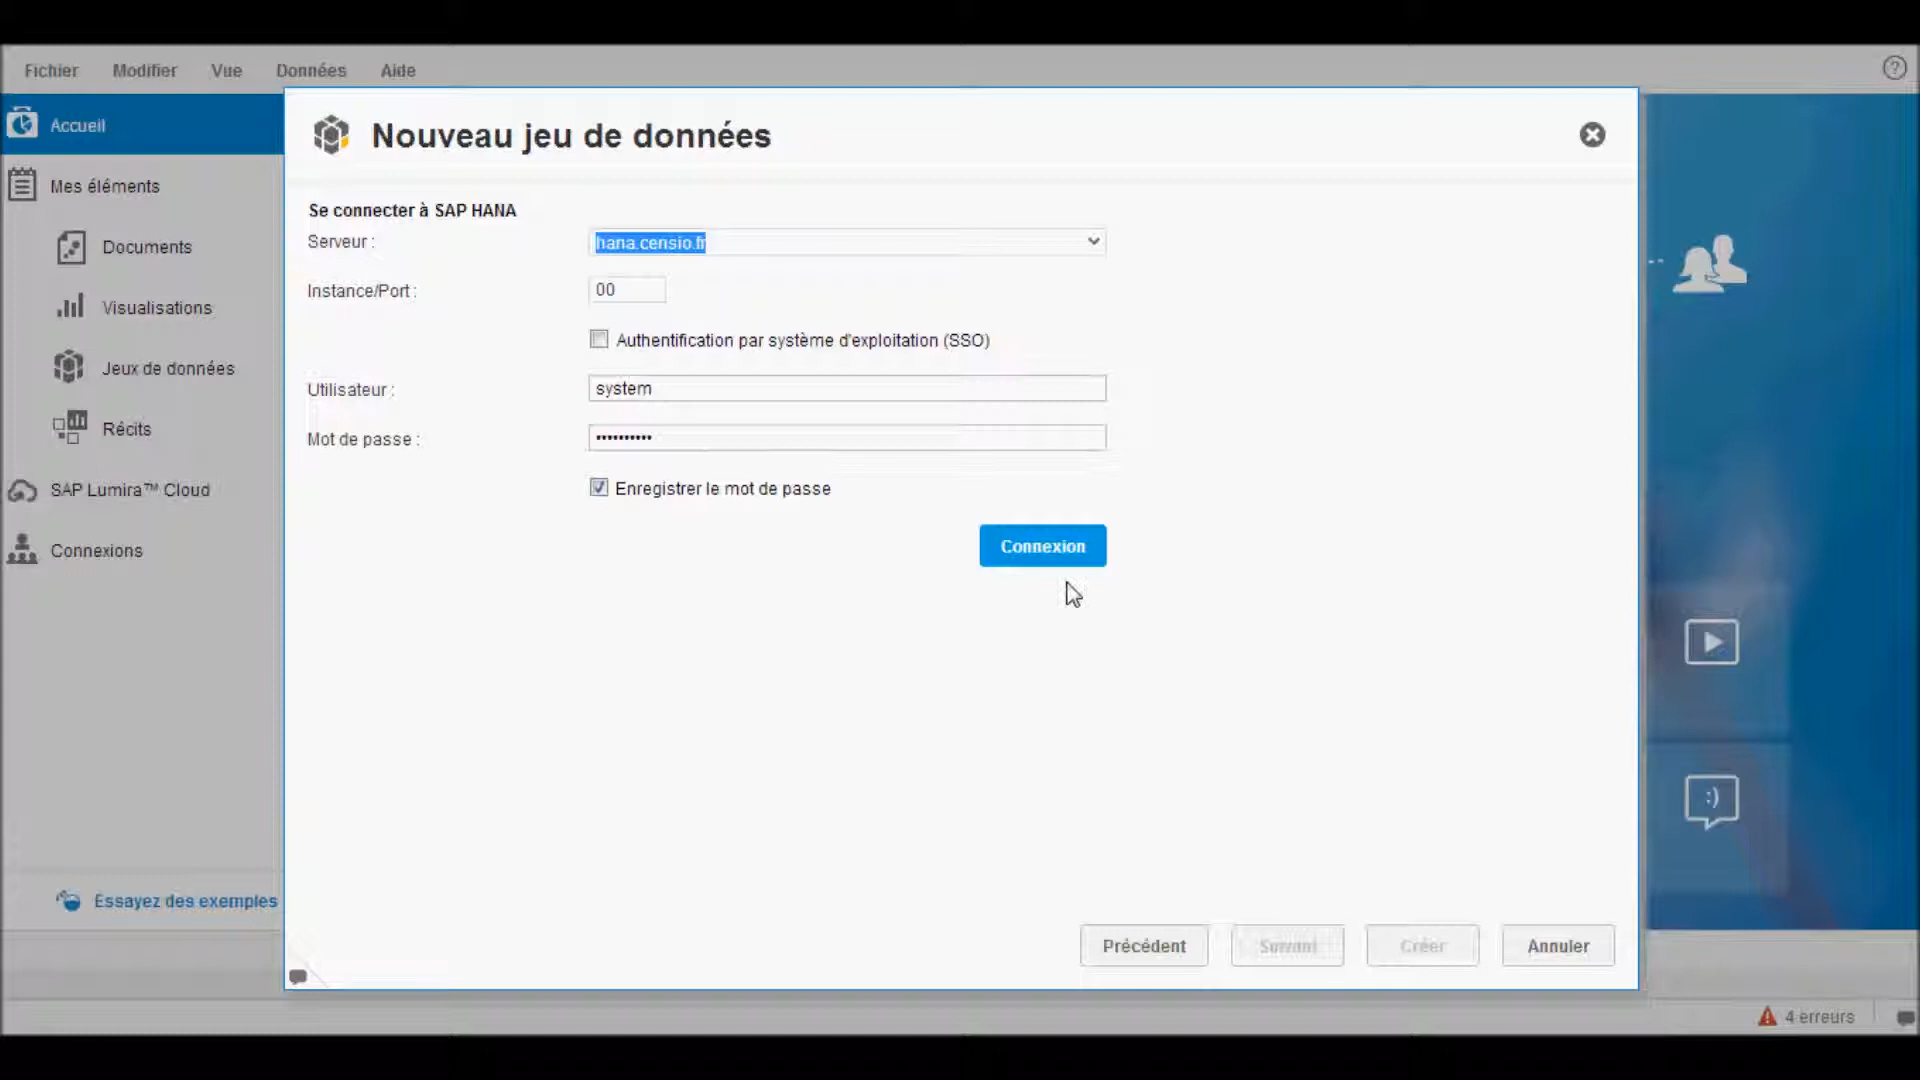 Fichier Modifier Vue Données Aide
Accueil
Mes éléments
Documents
Visualisations
Jeux de données
Récits
SAP Lumira™ Cloud
Connexions
Essayez des exemples
Nouveau jeu de données
Se connecter à SAP HANA
Serveur : hana.censio.fr
Instance/Port : 00
Authentification par système d'exploitation (SSO)
Utilisateur : system
Mot de passe : ••••••••••
Enregistrer le mot de passe
Connexion
Précédent Suivant Créer Annuler
:)
4 erreurs